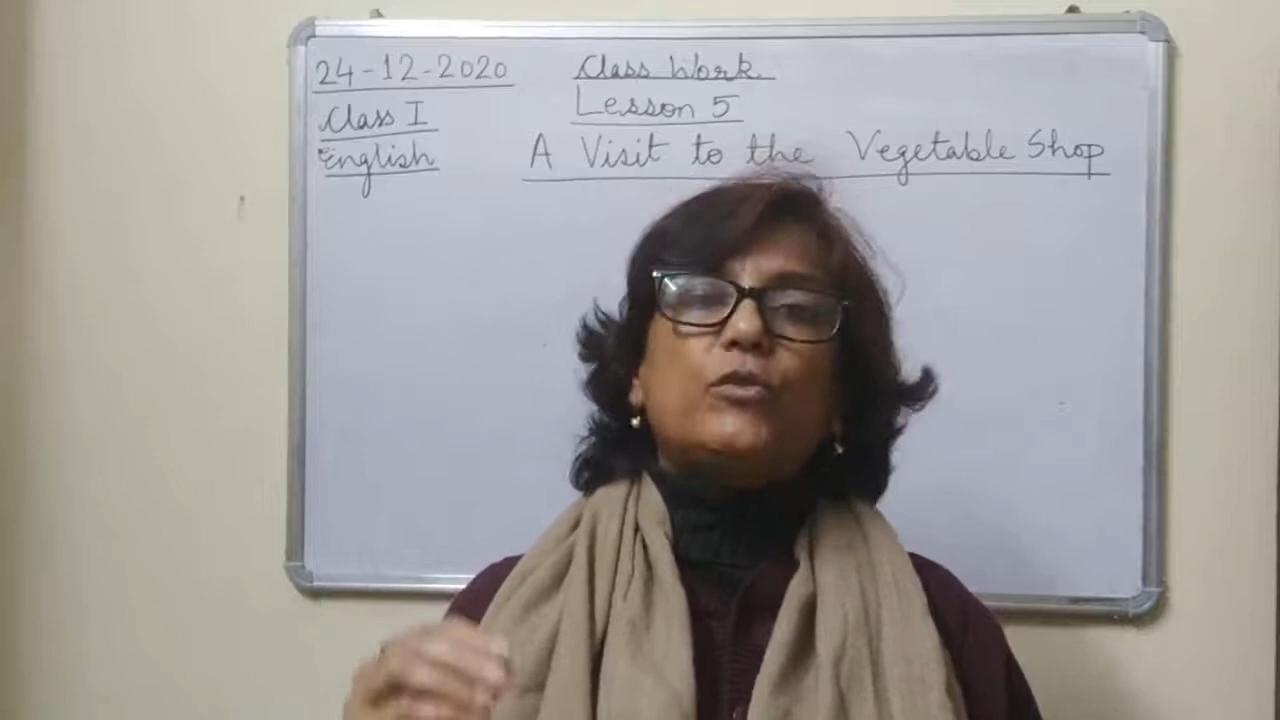 24-12-2020
Class Work
Class I
Lesson 5
English
A Visit to the Vegetable Shop